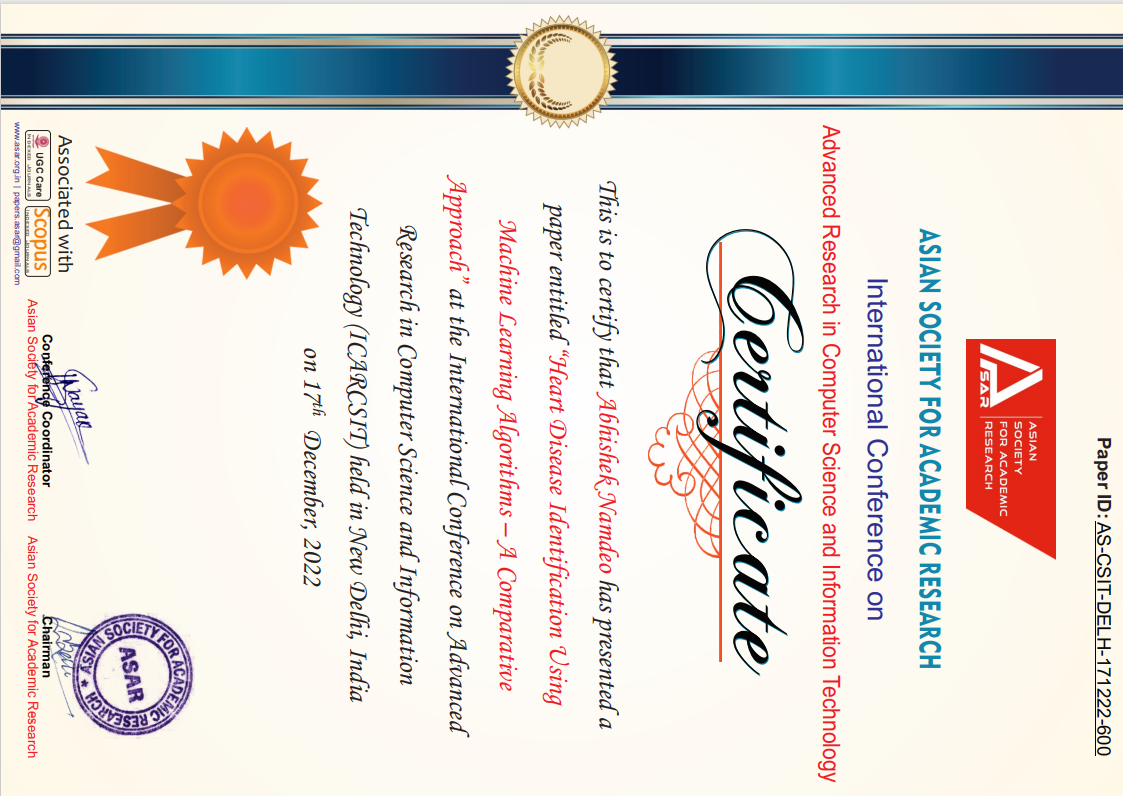 Paper ID: AS-CSIT-DELH-171222-600
ASAR
ASIAN
SOCIETY
FOR ACADEMIC
RESEARCH
ASIAN SOCIETY FOR ACADEMIC RESEARCH
International Conference on
Advanced Research in Computer Science and Information Technology
Certificate
This is to certify that Abhishek Namdeo has presented a
paper entitled “Heart Disease Identification Using
Machine Learning Algorithms – A Comparative
Approach” at the International Conference on Advanced
Research in Computer Science and Information
Technology (ICARCSIT) held in New Delhi, India
on 17th December, 2022
Associated with
UGC Care
INDEXED JOURNALS
Scopus
INDEXED JOURNALS
www.asar.org.in | papers.asar@gmail.com
Conference Coordinator
Asian Society for Academic Research
ASIAN SOCIETY FOR ACADEMIC RESEARCH
ASAR
Chairman
Asian Society for Academic Research